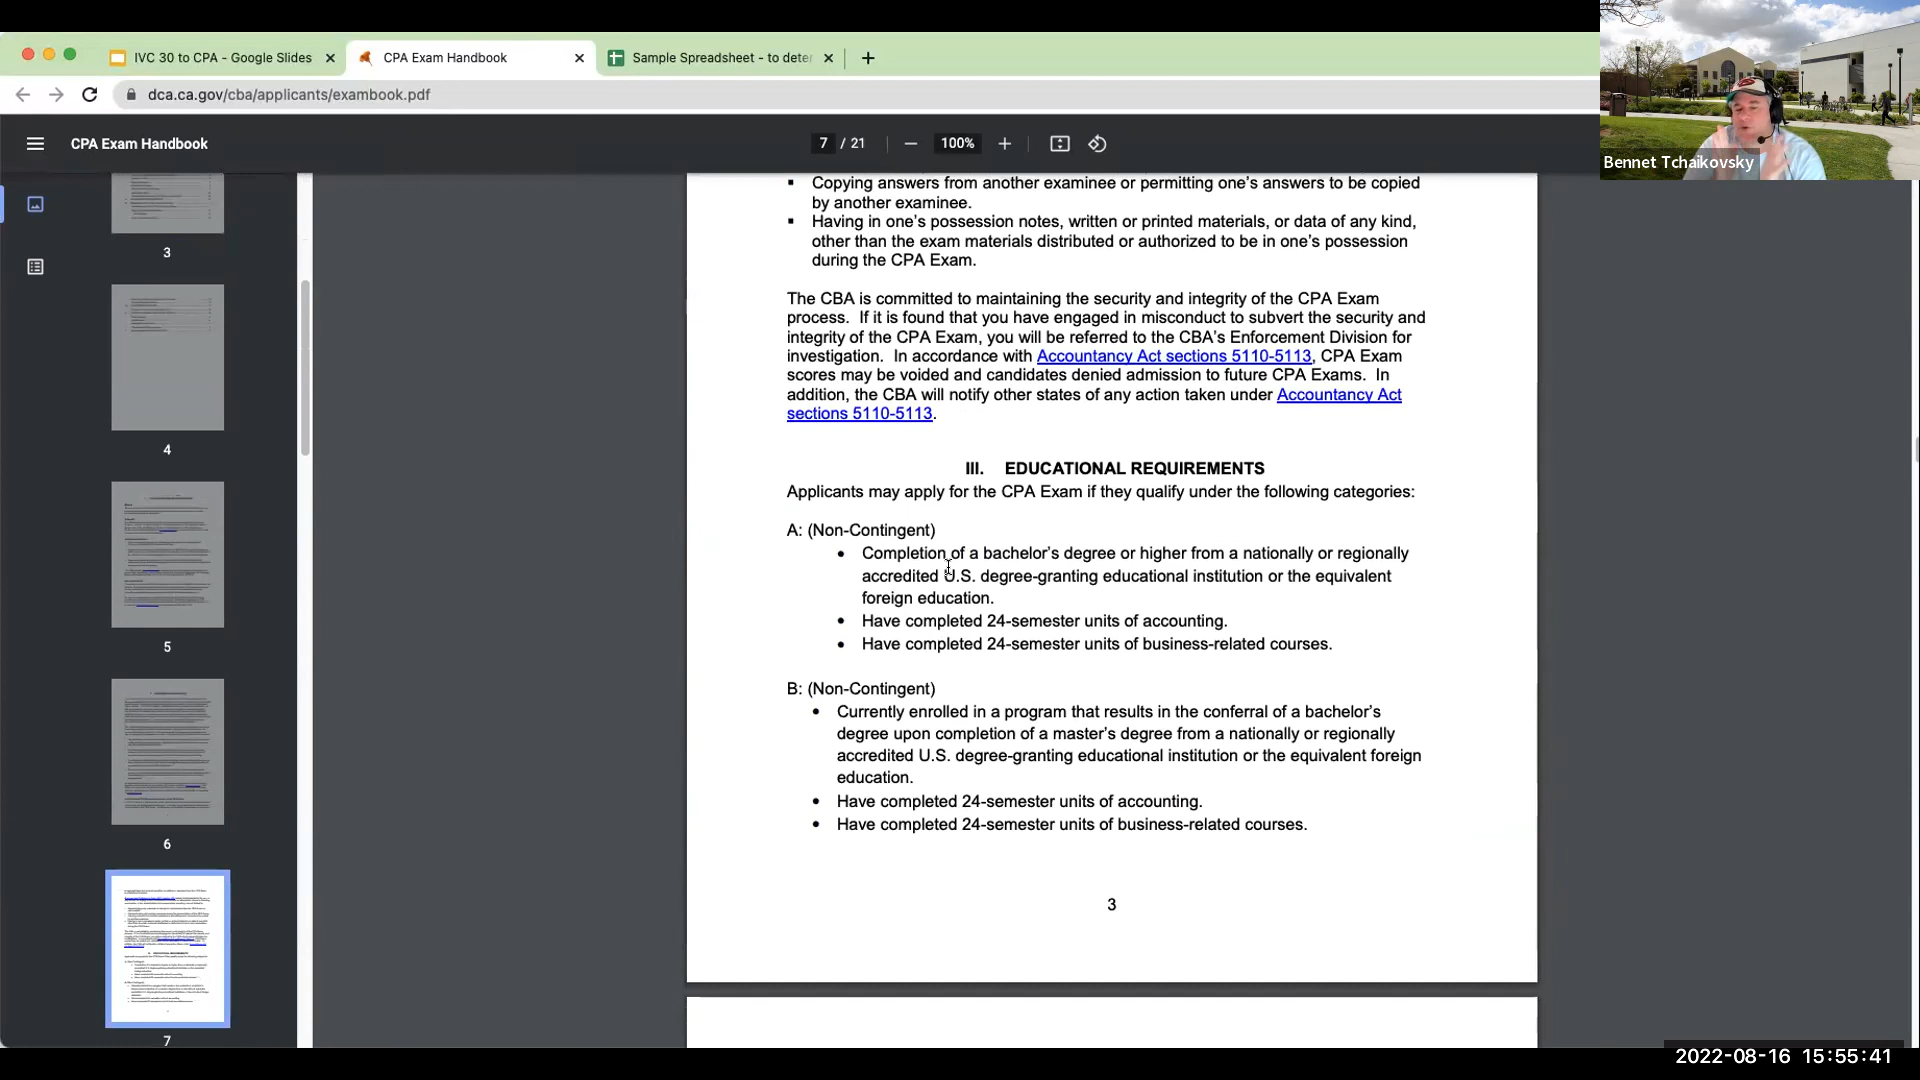 IVC 30 to CPA - Google Slides
CPA Exam Handbook
Sample Spreadsheet - to deter
dca.ca.gov/cba/applicants/exambook.pdf
Bennet Tchaikovsky
CPA Exam Handbook
7 / 21
100%
3
4
5
6
7
▪ Copying answers from another examinee or permitting one’s answers to be copied
by another examinee.
▪ Having in one’s possession notes, written or printed materials, or data of any kind,
other than the exam materials distributed or authorized to be in one’s possession
during the CPA Exam.
The CBA is committed to maintaining the security and integrity of the CPA Exam
process. If it is found that you have engaged in misconduct to subvert the security and
integrity of the CPA Exam, you will be referred to the CBA’s Enforcement Division for
investigation. In accordance with Accountancy Act sections 5110-5113, CPA Exam
scores may be voided and candidates denied admission to future CPA Exams. In
addition, the CBA will notify other states of any action taken under Accountancy Act
sections 5110-5113.
III. EDUCATIONAL REQUIREMENTS
Applicants may apply for the CPA Exam if they qualify under the following categories:
A: (Non-Contingent)
• Completion of a bachelor’s degree or higher from a nationally or regionally
accredited U.S. degree-granting educational institution or the equivalent
foreign education.
• Have completed 24-semester units of accounting.
• Have completed 24-semester units of business-related courses.
B: (Non-Contingent)
• Currently enrolled in a program that results in the conferral of a bachelor’s
degree upon completion of a master’s degree from a nationally or regionally
accredited U.S. degree-granting educational institution or the equivalent foreign
education.
• Have completed 24-semester units of accounting.
• Have completed 24-semester units of business-related courses.
3
2022-08-16 15:55:41